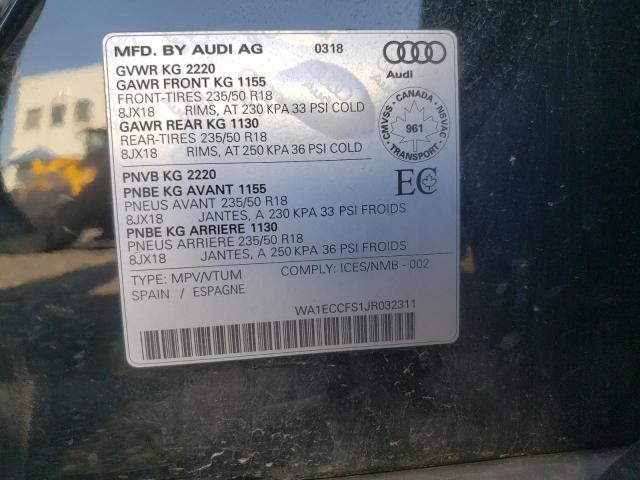 MFD. BY AUDI AG 0318
Audi
GVWR KG 2220
GAWR FRONT KG 1155
FRONT-TIRES 235/50 R18
8JX18 RIMS, AT 230 KPA 33 PSI COLD
GAWR REAR KG 1130
REAR-TIRES 235/50 R18
8JX18 RIMS, AT 250 KPA 36 PSI COLD
CMVSS - CANADA - NSVAC
961
TRANSPORT
PNVB KG 2220
PNBE KG AVANT 1155
PNEUS AVANT 235/50 R18
8JX18 JANTES, A 230 KPA 33 PSI FROIDS
PNBE KG ARRIERE 1130
PNEUS ARRIERE 235/50 R18
8JX18 JANTES, A 250 KPA 36 PSI FROIDS
EC
TYPE: MPV/VTUM COMPLY: ICES/NMB - 002
SPAIN / ESPAGNE
WA1ECCFS1JR032311